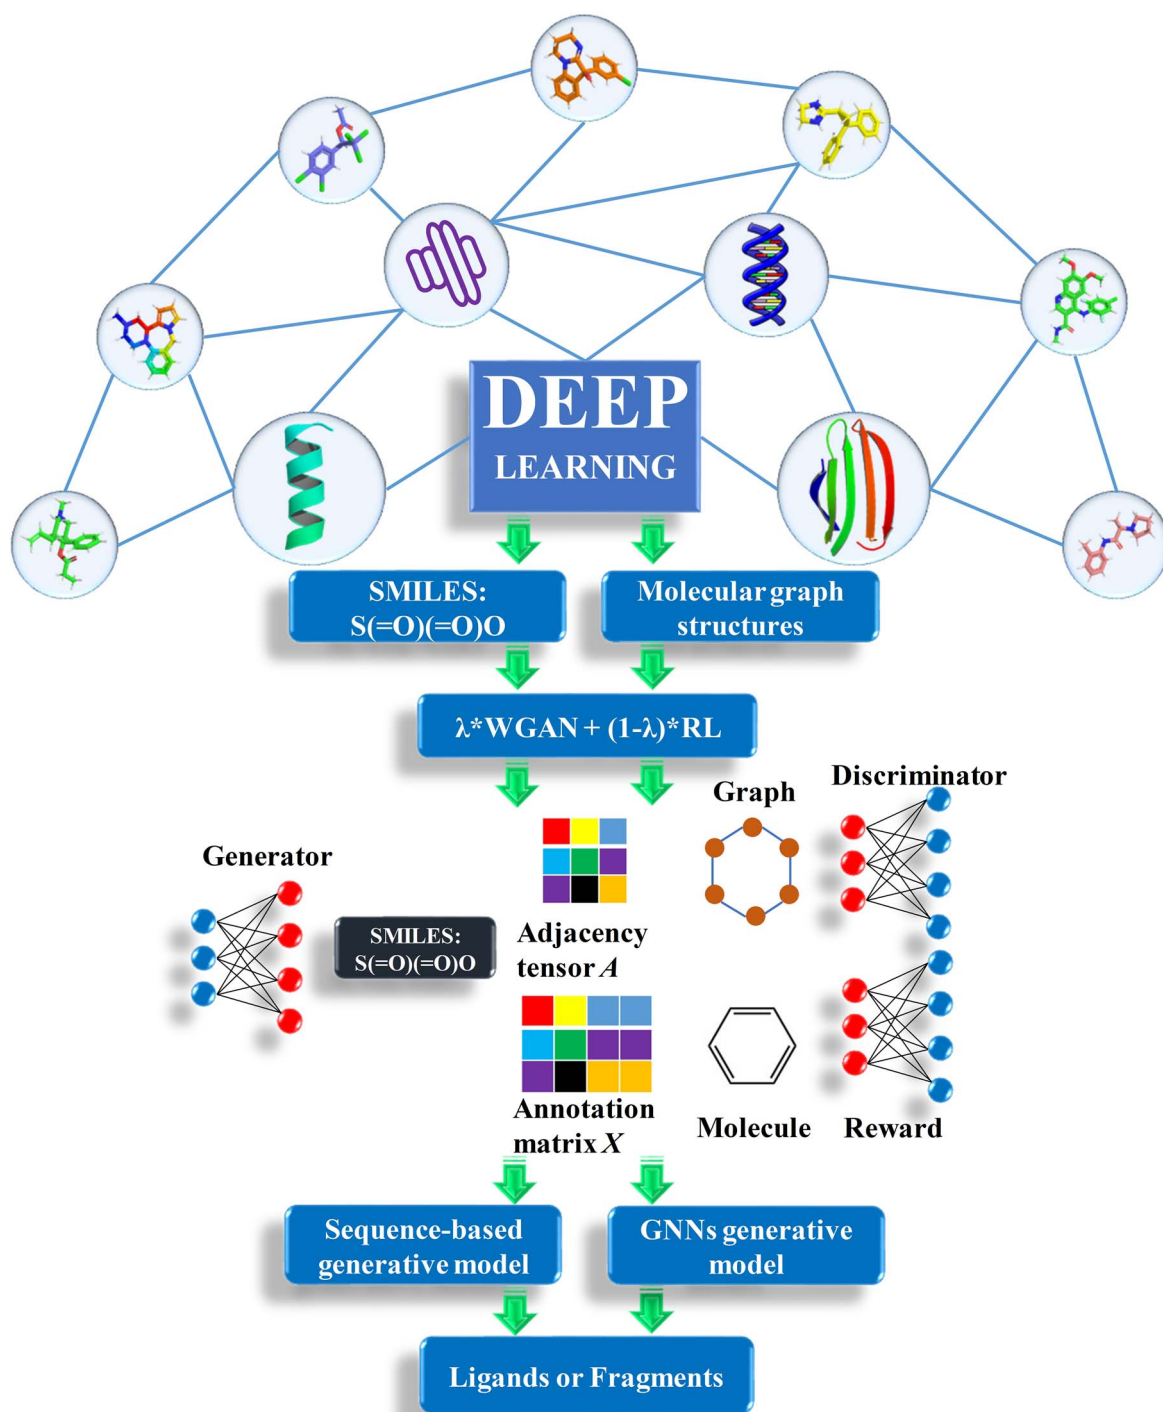 DEEP
LEARNING
SMILES:
S(=O)(=O)O
Molecular graph
structures
λ*WGAN + (1-λ)*RL
Generator
SMILES:
S(=O)(=O)O
Adjacency
tensor A
Annotation
matrix X
Graph
Molecule
Discriminator
Reward
Sequence-based
generative model
GNNs generative
model
Ligands or Fragments